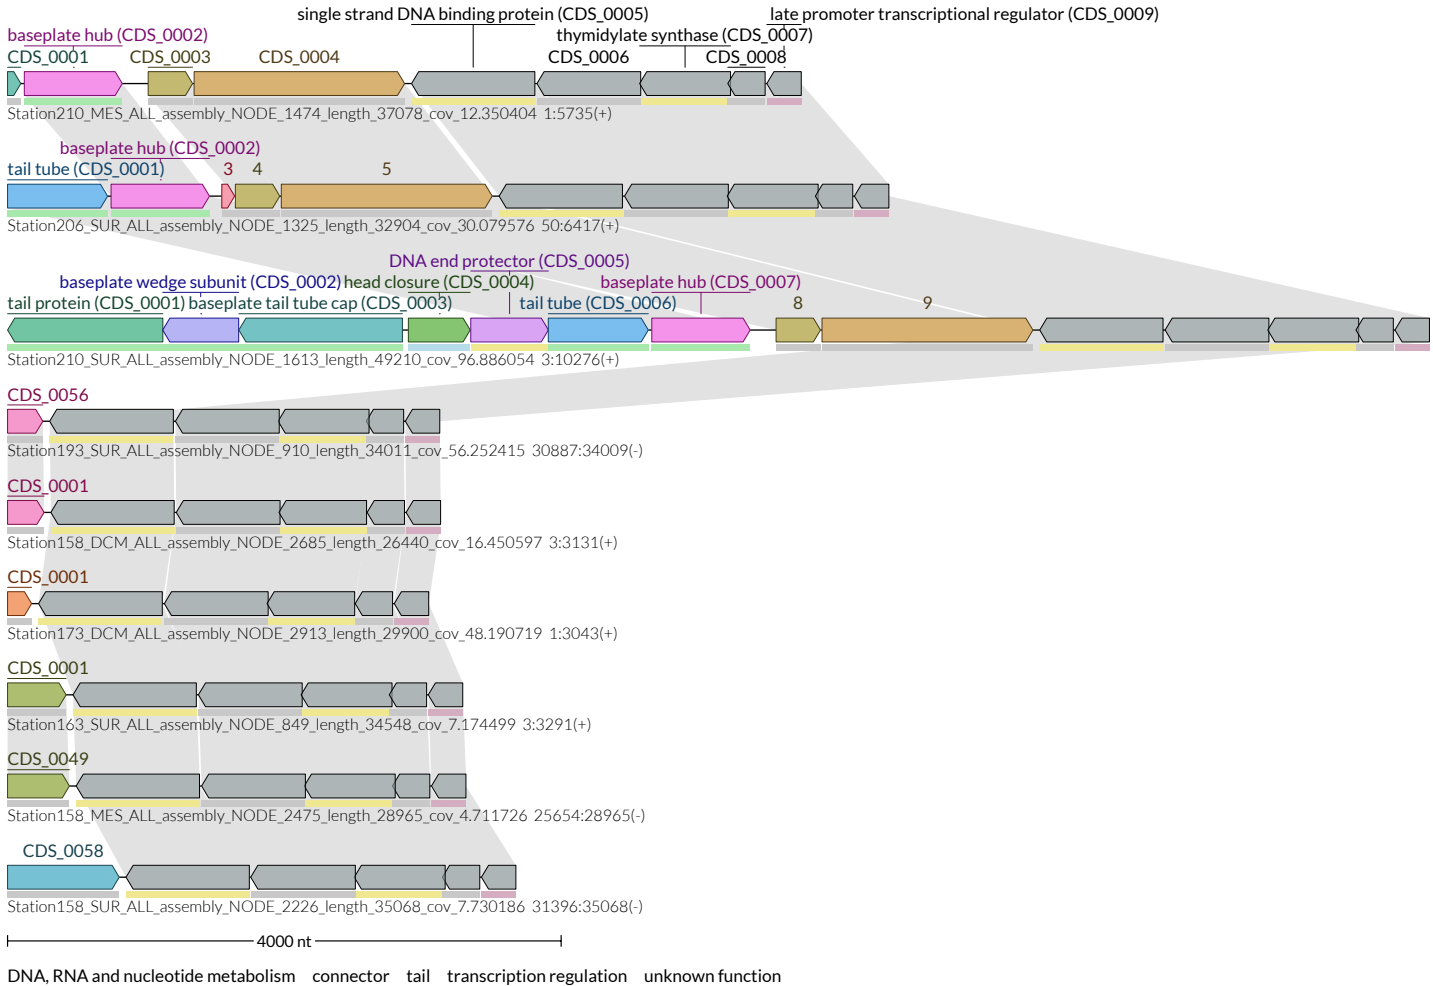 single strand DNA binding protein (CDS_0005) late promoter transcriptional regulator (CDS_0009)
baseplate hub (CDS_0002) thymidylate synthase (CDS_0007)
CDS_0001 CDS_0003 CDS_0004 CDS_0006 CDS_0008
Station210_MES_ALL_assembly_NODE_1474_length_37078_cov_12.350404 1:5735(+)
baseplate hub (CDS_0002)
tail tube (CDS_0001) 3 4 5
Station206_SUR_ALL_assembly_NODE_1325_length_32904_cov_30.079576 50:6417(+)
DNA end protector (CDS_0005)
baseplate wedge subunit (CDS_0002) head closure (CDS_0004) baseplate hub (CDS_0007)
tail protein (CDS_0001) baseplate tail tube cap (CDS_0003) tail tube (CDS_0006) 8 9
Station210_SUR_ALL_assembly_NODE_1613_length_49210_cov_96.886054 3:10276(+)
CDS_0056
Station193_SUR_ALL_assembly_NODE_910_length_34011_cov_56.252415 30887:34009(-)
CDS_0001
Station158_DCM_ALL_assembly_NODE_2685_length_26440_cov_16.450597 3:3131(+)
CDS_0001
Station173_DCM_ALL_assembly_NODE_2913_length_29900_cov_48.190719 1:3043(+)
CDS_0001
Station163_SUR_ALL_assembly_NODE_849_length_34548_cov_7.174499 3:3291(+)
CDS_0049
Station158_MES_ALL_assembly_NODE_2475_length_28965_cov_4.711726 25654:28965(-)
CDS_0058
Station158_SUR_ALL_assembly_NODE_2226_length_35068_cov_7.730186 31396:35068(-)
4000 nt
DNA, RNA and nucleotide metabolism connector tail transcription regulation unknown function